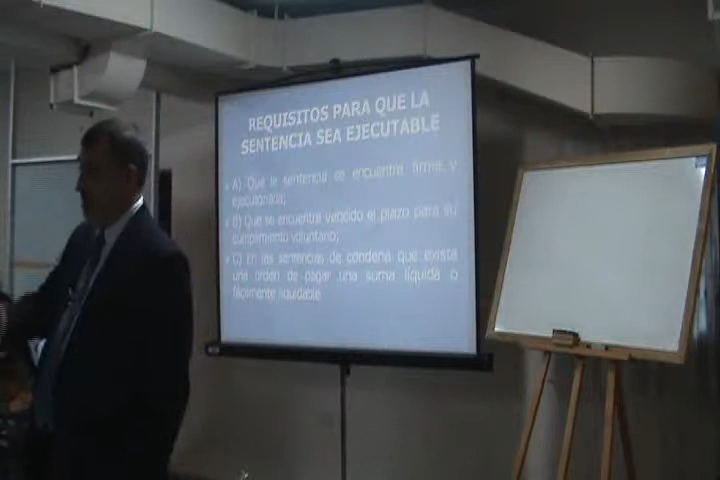 REQUISITOS PARA QUE LA
SENTENCIA SEA EJECUTABLE
A) Que la sentencia se encuentre firme y
ejecutoriada;
B) Que se encuentre vencido el plazo para su
cumplimiento voluntario;
C) En las sentencias de condena que exista
una orden de pagar una suma líquida o
fácilmente liquidable